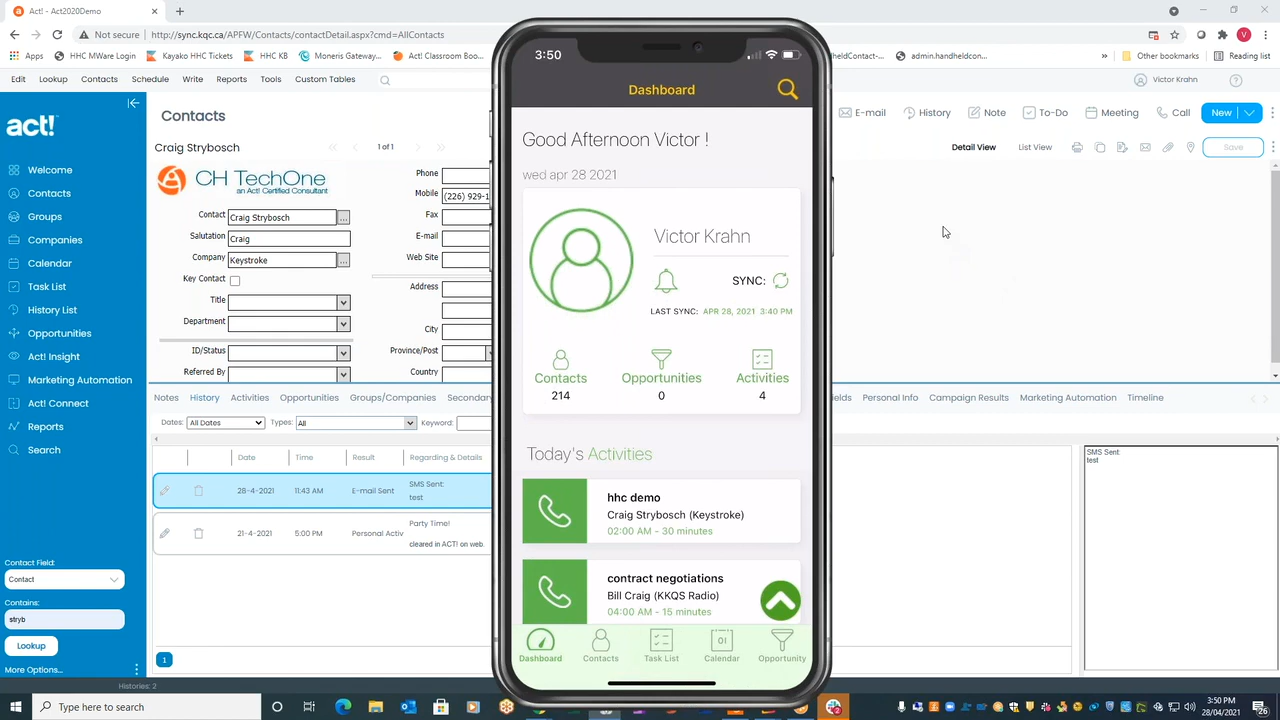 Act! - Act2020Demo
Not secure | http://sync.kqc.ca/APFW/Contacts/contactDetail.aspx?cmd=AllContacts
Apps
HHC MWare Login
Kayako HHC Tickets
HHC KB
Moneris Gateway
Act! Classroom Boo...
HandheldContact-...
admin.handheldcon...
»
Other bookmarks
Reading list
V
Edit
Lookup
Contacts
Schedule
Write
Reports
Tools
Custom Tables
Victor Krahn
act!
Welcome
Contacts
Groups
Companies
Calendar
Task List
History List
Opportunities
Act! Insight
Marketing Automation
Act! Connect
Reports
Search
Contact Field:
Contact
Contains:
stryb
Lookup
More Options...
Contacts
E-mail
History
Note
To-Do
Meeting
Call
New
Craig Strybosch
1 of 1
Detail View
List View
Save
CH TechOne
an Act! Certified Consultant
Contact
Craig Strybosch
Salutation
Craig
Company
Keystroke
Key Contact
Title
Department
ID/Status
Referred By
Phone
Mobile
(226) 929-1
Fax
E-mail
Web Site
Address
City
Province/Post
Country
Notes
History
Activities
Opportunities
Groups/Companies
Secondary
Personal Info
Campaign Results
Marketing Automation
Timeline
Dates:
All Dates
Types:
All
Keyword:
Date
Time
Result
Regarding & Details
28-4-2021
11:43 AM
E-mail Sent
SMS Sent:
test
21-4-2021
5:00 PM
Personal Activ
Party Time!
cleared in ACT! on web.
1
SMS Sent:
test
Histories: 2
3:50
Dashboard
Good Afternoon Victor !
wed apr 28 2021
Victor Krahn
SYNC:
LAST SYNC: APR 28, 2021 3:40 PM
Contacts
214
Opportunities
0
Activities
4
Today's Activities
hhc demo
Craig Strybosch (Keystroke)
02:00 AM - 30 minutes
contract negotiations
Bill Craig (KKQS Radio)
04:00 AM - 15 minutes
Dashboard
Contacts
Task List
Calendar
Opportunity
Type here to search
3:50 PM
28/04/2021